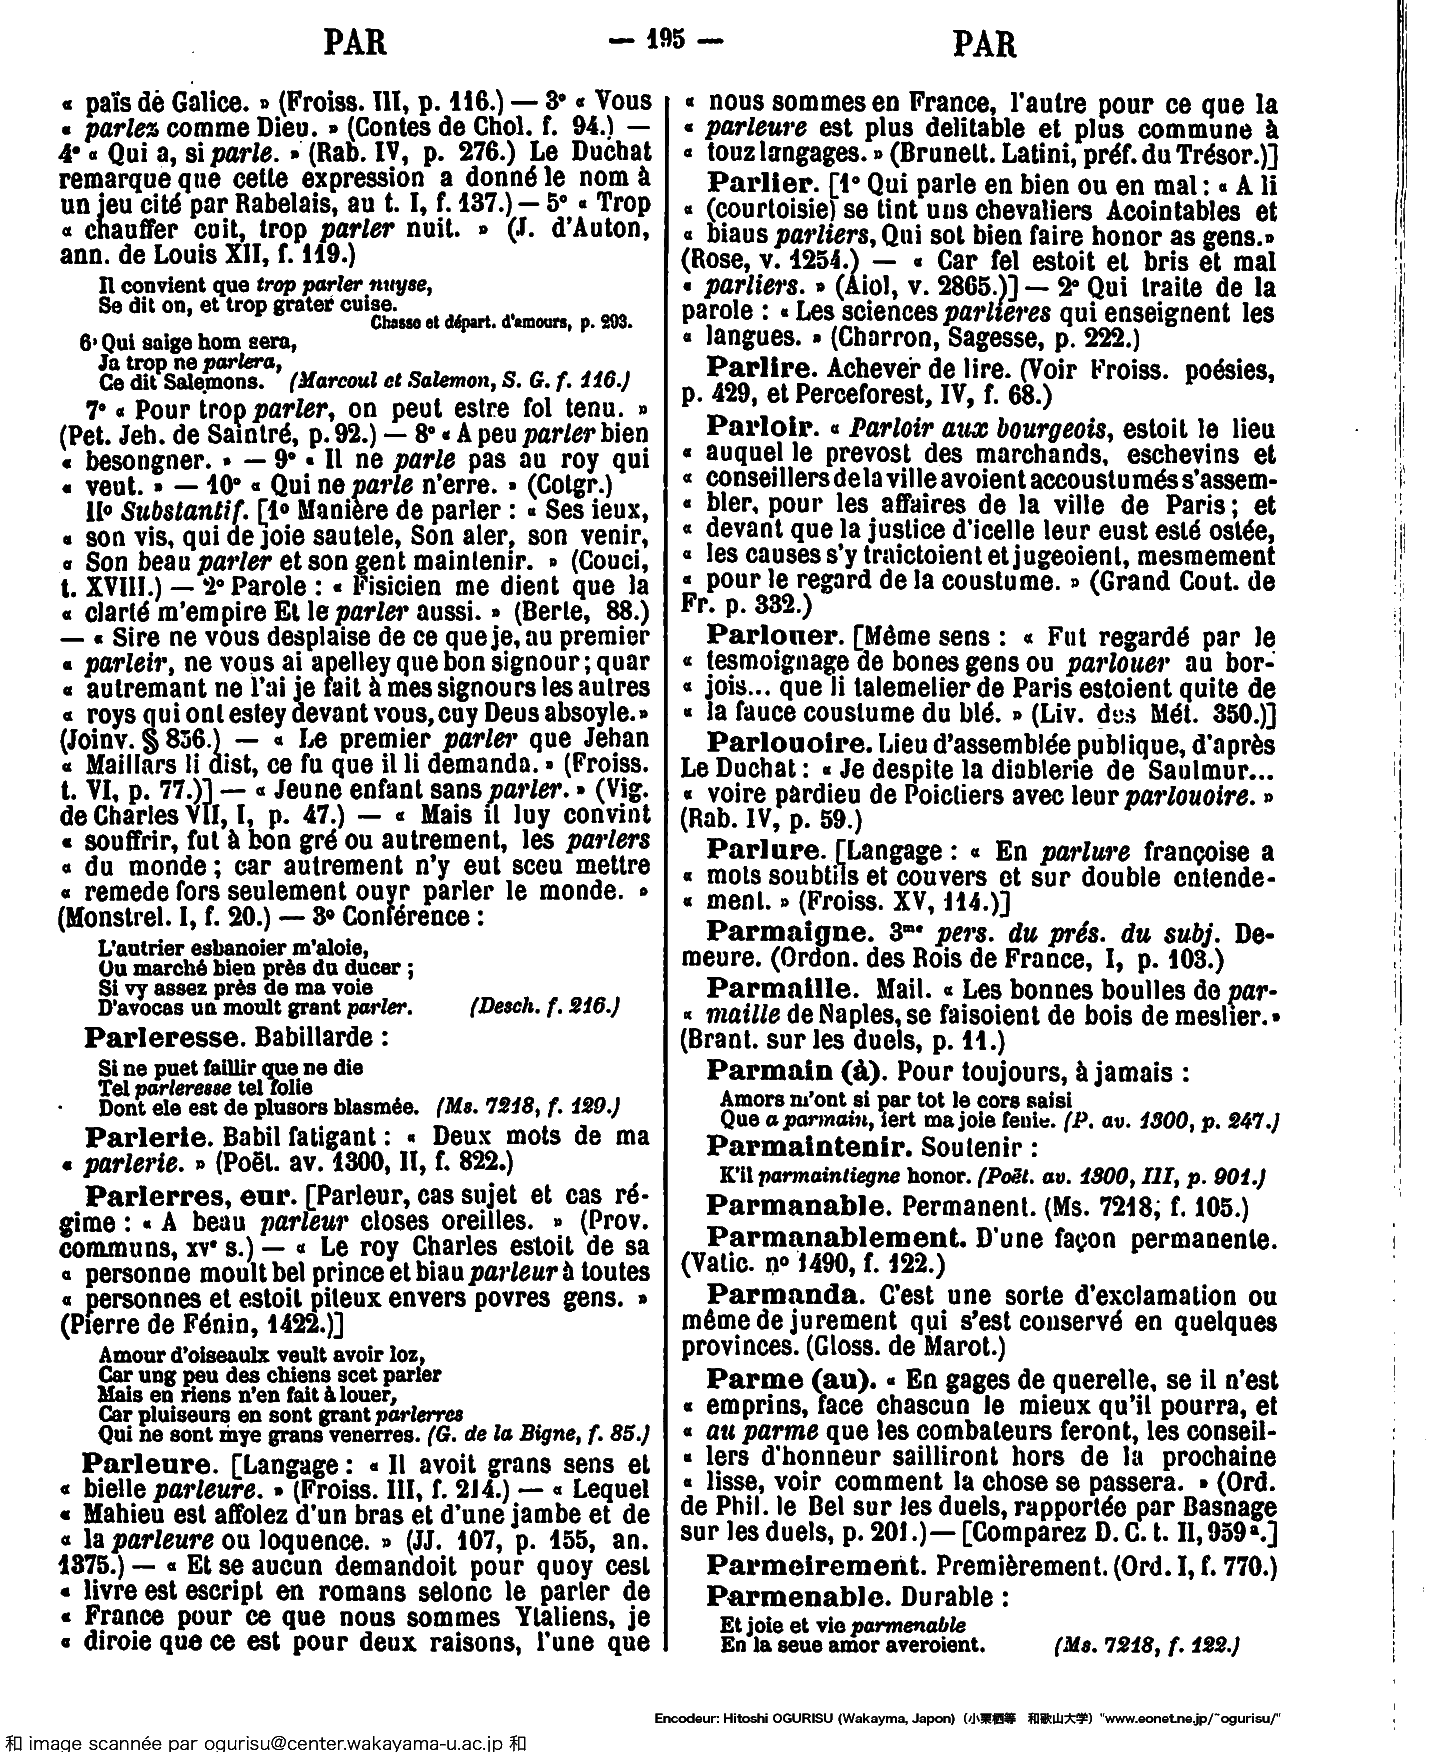 PAR — 195 — PAR
« païs de Galice. » (Froiss. III, p. 116.) — 3° « Vous
« parlez comme Dieu. » (Contes de Chol. f. 94.) —
4° « Qui a, si parle. » (Rab. IV, p. 276.) Le Duchat
remarque que cette expression a donné le nom à
un jeu cité par Rabelais, au t. I, f. 137.) — 5° « Trop
« chauffer cuit, trop parler nuit. » (J. d'Auton,
ann. de Louis XII, f. 119.)
Il convient que trop parler nuyse,
Se dit on, et trop grater cuise.
Chasse et départ. d'amours, p. 203.
6° Qui saige hom sera,
Ja trop ne parlera,
Ce dit Salemons. (Marcoul et Salemon, S. G. f. 116.)
7° « Pour trop parler, on peut estre fol tenu. »
(Pet. Jeh. de Saintré, p. 92.) — 8° « A peu parler bien
« besongner. » — 9° « Il ne parle pas au roy qui
« veut. » — 10° « Qui ne parle n'erre. » (Cotgr.)
IIo Substantif. [1o Manière de parler : « Ses ieux,
« son vis, qui de joie sautele, Son aler, son venir,
« Son beau parler et son gent maintenir. » (Couci,
t. XVIII.) — 2° Parole : « Fisicien me dient que la
« clarté m'empire Et le parler aussi. » (Berte, 88.)
— « Sire ne vous desplaise de ce que je, au premier
« parleir, ne vous ai apelley que bon signour ; quar
« autremant ne l'ai je fait à mes signours les autres
« roys qui ont estey devant vous, cuy Deus absoyle. »
(Joinv. § 836.) — « Le premier parler que Jehan
« Maillars li dist, ce fu que il li demanda. » (Froiss.
t. VI, p. 77.)] — « Jeune enfant sans parler. » (Vig.
de Charles VII, I, p. 47.) — « Mais il luy convint
« souffrir, fut à bon gré ou autrement, les parlers
« du monde ; car autrement n'y eut sceu mettre
« remede fors seulement ouyr parler le monde. »
(Monstrel. I, f. 20.) — 3o Conférence :
L'autrier esbanoier m'aloie,
Ou marché bien près du ducer ;
Si vy assez près de ma voie
D'avocas un moult grant parler. (Desch. f. 216.)
Parleresse. Babillarde :
Si ne puet faillir que ne die
Tel parleresse tel folie
Dont ele est de plusors blasmée. (Ms. 7218, f. 129.)
Parlerie. Babil fatigant : « Deux mots de ma
« parlerie. » (Poët. av. 1300, II, f. 822.)
Parlerres, eur. [Parleur, cas sujet et cas ré-
gime : « A beau parleur closes oreilles. » (Prov.
communs, xve s.) — « Le roy Charles estoit de sa
« personne moult bel prince et biau parleur à toutes
« personnes et estoit piteux envers povres gens. »
(Pierre de Fénin, 1422.)]
Amour d'oiseaulx veult avoir loz,
Car ung peu des chiens scet parler
Mais en riens n'en fait à louer,
Car pluiseurs en sont grant parlerres
Qui ne sont mye grans venerres. (G. de la Bigne, f. 85.)
Parleure. [Langage : « Il avoit grans sens et
« bielle parleure. » (Froiss. III, f. 214.) — « Lequel
« Mahieu est affolez d'un bras et d'une jambe et de
« la parleure ou loquence. » (JJ. 107, p. 155, an.
1375.) — « Et se aucun demandoit pour quoy cest
« livre est escript en romans selonc le parler de
« France pour ce que nous sommes Ytaliens, je
« diroie que ce est pour deux raisons, l'une que
« nous sommes en France, l'autre pour ce que la
« parleure est plus delitable et plus commune à
« touz langages. » (Brunett. Latini, préf. du Trésor.)]
Parlier. [1° Qui parle en bien ou en mal : « A li
« (courtoisie) se tint uns chevaliers Acointables et
« biaus parliers, Qui sot bien faire honor as gens. »
(Rose, v. 1254.) — « Car fel estoit et bris et mal
« parliers. » (Aiol, v. 2865.)] — 2° Qui traite de la
parole : « Les sciences parlieres qui enseignent les
« langues. » (Charron, Sagesse, p. 222.)
Parlire. Achever de lire. (Voir Froiss. poésies,
p. 429, et Perceforest, IV, f. 68.)
Parloir. « Parloir aux bourgeois, estoit le lieu
« auquel le prevost des marchands, eschevins et
« conseillers de la ville avoient accoustumés s'assem-
« bler, pour les affaires de la ville de Paris ; et
« devant que la justice d'icelle leur eust esté ostée,
« les causes s'y traictoient et jugeoient, mesmement
« pour le regard de la coustume. » (Grand Cout. de
Fr. p. 332.)
Parlouer. [Même sens : « Fut regardé par le
« tesmoignage de bones gens ou parlouer au bor-
« jois... que li talemelier de Paris estoient quite de
« la fauce coustume du blé. » (Liv. des Mét. 350.)]
Parlouoire. Lieu d'assemblée publique, d'après
Le Duchat : « Je despite la diablerie de Saulmur...
« voire pardieu de Poictiers avec leur parlouoire. »
(Rab. IV, p. 59.)
Parlure. [Langage : « En parlure françoise a
« mots soubtils et couvers et sur double entende-
« ment. » (Froiss. XV, 114.)]
Parmaigne. 3me pers. du prés. du subj. De-
meure. (Ordon. des Rois de France, I, p. 103.)
Parmaille. Mail. « Les bonnes boulles de par-
« maille de Naples, se faisoient de bois de meslier. »
(Brant. sur les duels, p. 11.)
Parmain (à). Pour toujours, à jamais :
Amors m'ont si par tot le cors saisi
Que a parmain, iert ma joie fenie. (P. av. 1300, p. 247.)
Parmaintenir. Soutenir :
K'il parmaintiegne honor. (Poët. av. 1300, III, p. 901.)
Parmanable. Permanent. (Ms. 7218, f. 105.)
Parmanablement. D'une façon permanente.
(Vatic. no 1490, f. 122.)
Parmanda. C'est une sorte d'exclamation ou
même de jurement qui s'est conservé en quelques
provinces. (Gloss. de Marot.)
Parme (au). « En gages de querelle, se il n'est
« emprins, face chascun le mieux qu'il pourra, et
« au parme que les combateurs feront, les conseil-
« lers d'honneur sailliront hors de la prochaine
« lisse, voir comment la chose se passera. » (Ord.
de Phil. le Bel sur les duels, rapportée par Basnage
sur les duels, p. 201.) — [Comparez D. C. t. II, 959a.]
Parmeirement. Premièrement. (Ord. I, f. 770.)
Parmenable. Durable :
Et joie et vie parmenable
En la seue amor averoient. (Ms. 7218, f. 122.)
Encodeur: Hitoshi OGURISU (Wakayma, Japon) (小栗栖等 和歌山大学) "www.eonet.ne.jp/~ogurisu/"
和 image scannée par ogurisu@center.wakayama-u.ac.jp 和